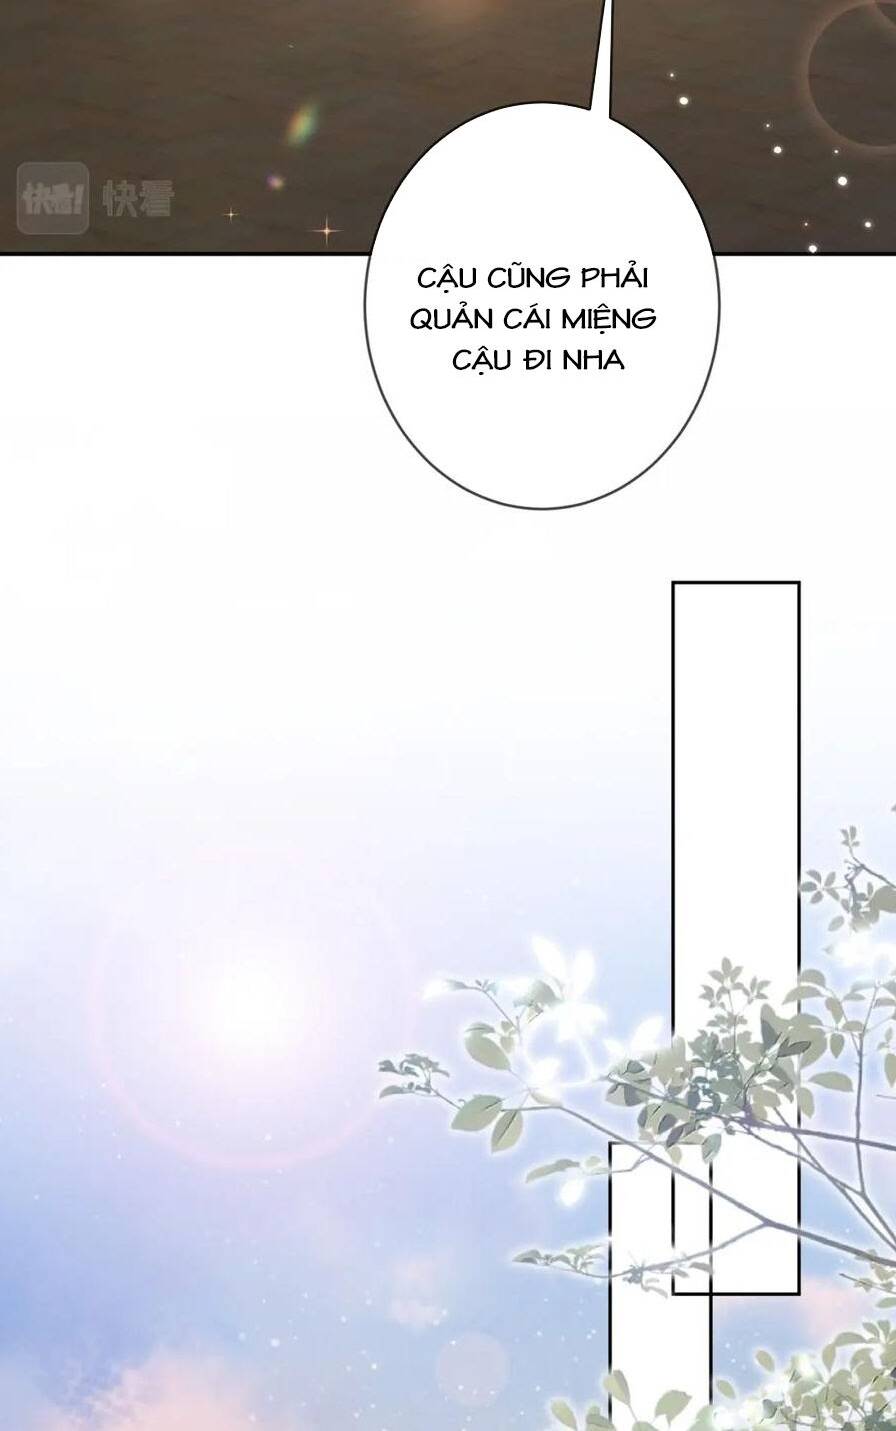 快看! 快看
CẬU CŨNG PHẢI
QUẢN CÁI MIỆNG
CẬU ĐI NHA